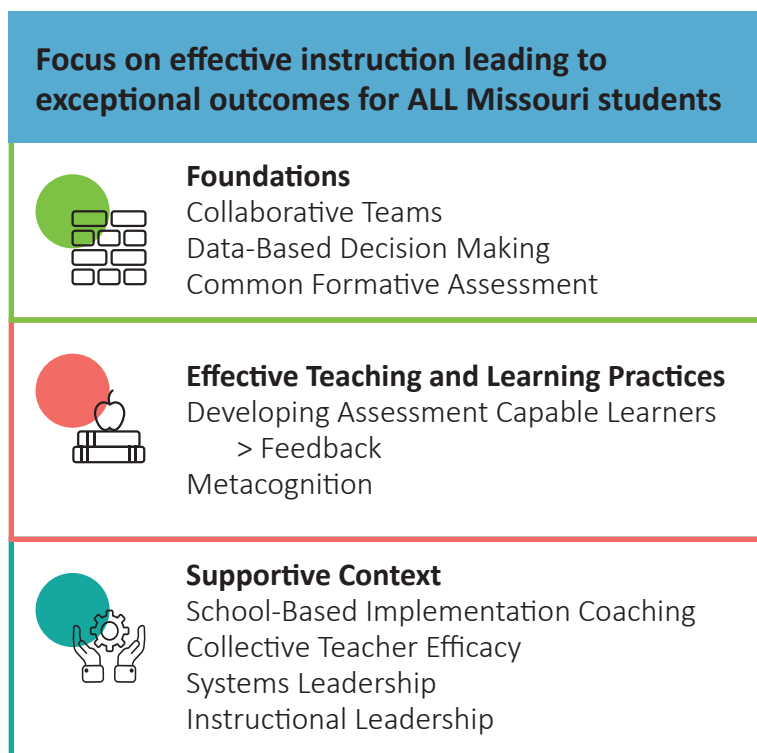 Focus on effective instruction leading to
exceptional outcomes for ALL Missouri students
Foundations
Collaborative Teams
Data-Based Decision Making
Common Formative Assessment
Effective Teaching and Learning Practices
Developing Assessment Capable Learners
> Feedback
Metacognition
Supportive Context
School-Based Implementation Coaching
Collective Teacher Efficacy
Systems Leadership
Instructional Leadership